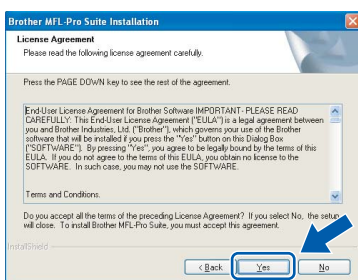 Brother MFL-Pro Suite Installation
License Agreement
Please read the following license agreement carefully.
Press the PAGE DOWN key to see the rest of the agreement.
End-User License Agreement for Brother Software IMPORTANT- PLEASE READ
CAREFULLY: This End-User License Agreement ("EULA") is a legal agreement between
you and Brother Industries, Ltd. ("Brother"), which governs your use of the Brother
software that will be installed if you press the "Yes" button on this Dialog Box
("SOFTWARE"). By pressing "Yes", you agree to be legally bound by the terms of this
EULA. If you do not agree to the terms of this EULA, you obtain no license to the
SOFTWARE. In such case, you may not use the SOFTWARE.
Terms and Conditions.
Do you accept all the terms of the preceding License Agreement? If you select No, the setup
will close. To install Brother MFL-Pro Suite, you must accept this agreement.
InstallShield
< Back
Yes
No